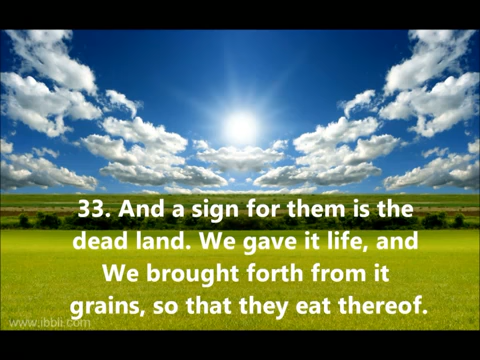 33. And a sign for them is the
dead land. We gave it life, and
We brought forth from it
grains, so that they eat thereof.
www.ibbli.com